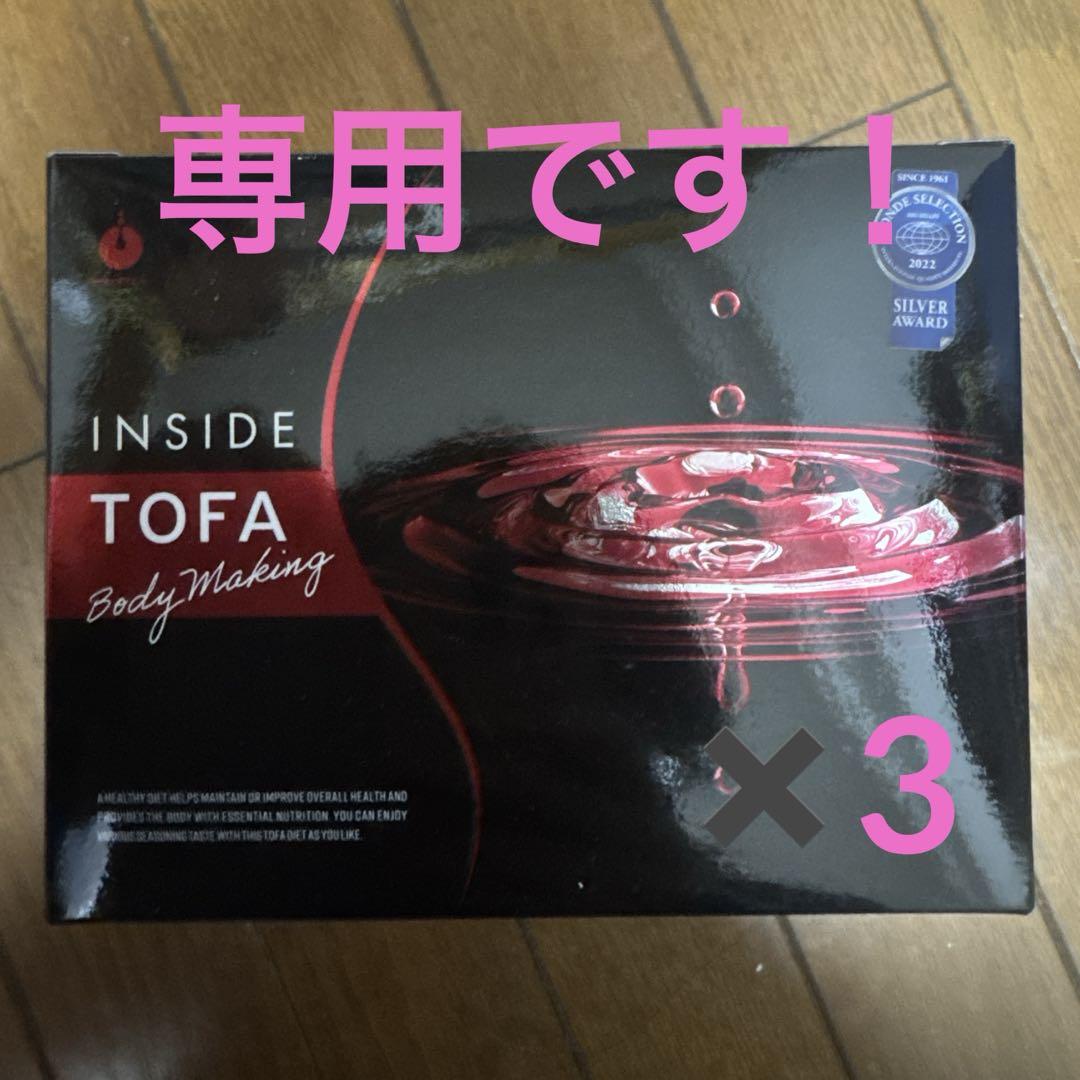 専用です！
SINCE 1961
ONDE SELECTION
2022
SILVER
AWARD
INSIDE
TOFA
Body Making
✖3
A HEALTHY DIET HELPS MAINTAIN OR IMPROVE OVERALL HEALTH AND
PROVIDES THE BODY WITH ESSENTIAL NUTRITION. YOU CAN ENJOY
VARIOUS SEASONING TASTE WITH THIS TOFA DIET AS YOU LIKE.